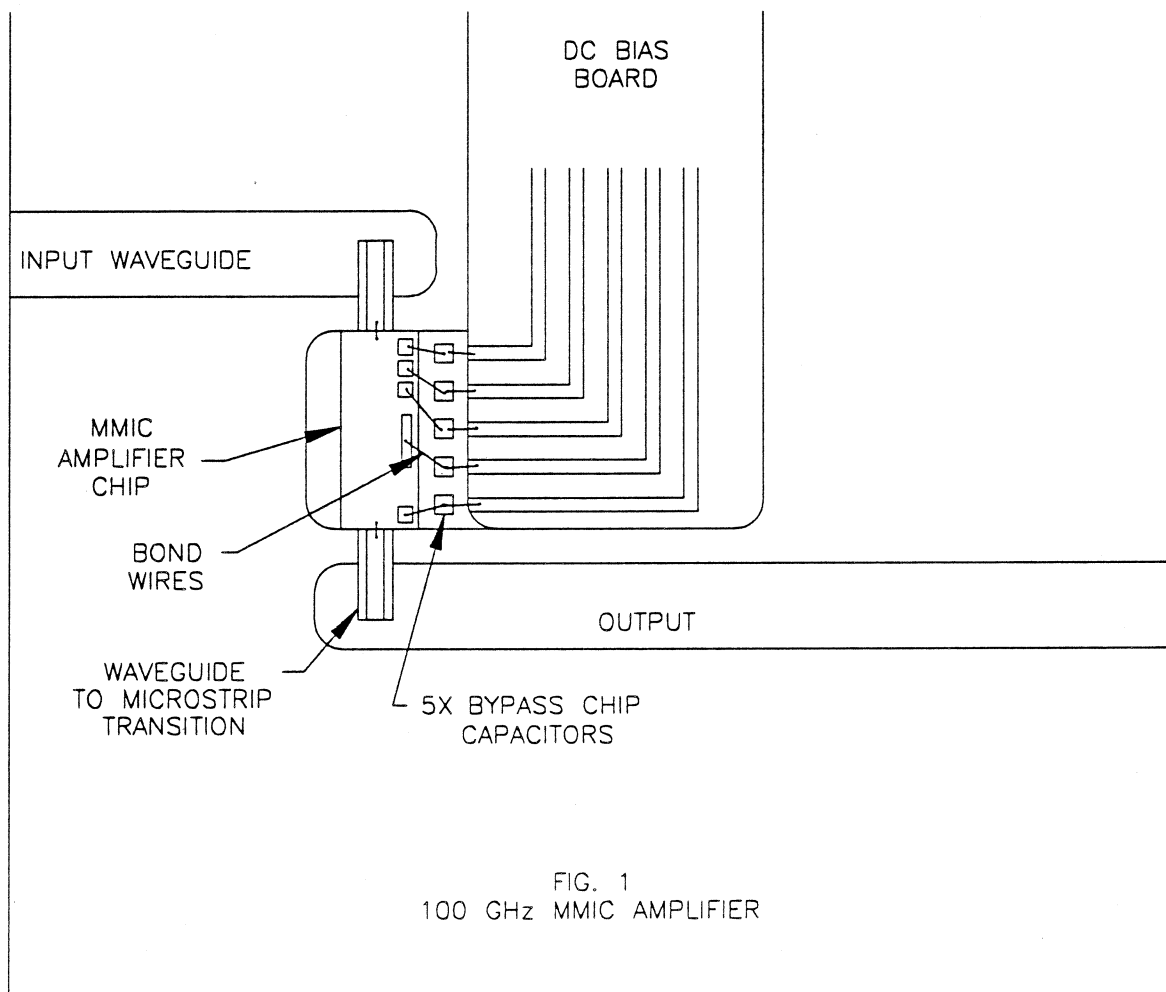 DC BIAS
BOARD
INPUT WAVEGUIDE
MMIC
AMPLIFIER
CHIP
BOND
WIRES
OUTPUT
WAVEGUIDE
TO MICROSTRIP
TRANSITION
5X BYPASS CHIP
CAPACITORS
FIG. 1
100 GHz MMIC AMPLIFIER